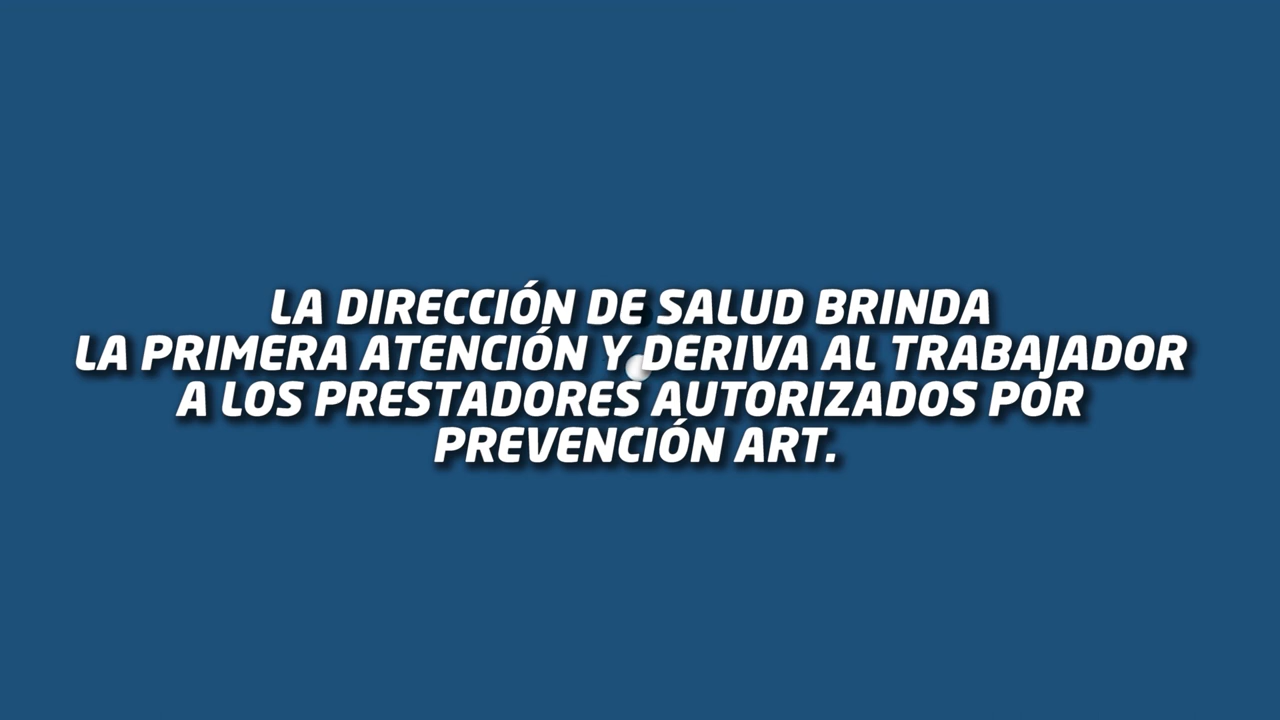 LA DIRECCIÓN DE SALUD BRINDA
LA PRIMERA ATENCIÓN Y DERIVA AL TRABAJADOR
A LOS PRESTADORES AUTORIZADOS POR
PREVENCIÓN ART.